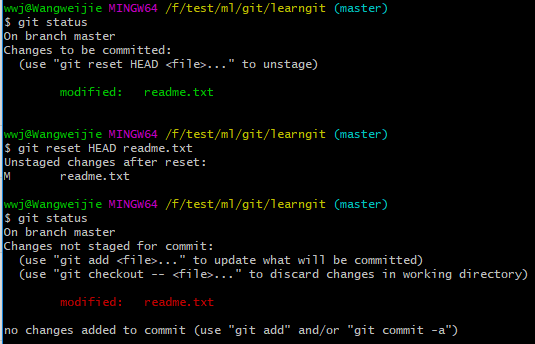 wwj@Wangweijie MINGW64 /f/test/ml/git/learngit (master)
$ git status
On branch master
Changes to be committed:
  (use "git reset HEAD <file>..." to unstage)

        modified:   readme.txt


wwj@Wangweijie MINGW64 /f/test/ml/git/learngit (master)
$ git reset HEAD readme.txt
Unstaged changes after reset:
M       readme.txt

wwj@Wangweijie MINGW64 /f/test/ml/git/learngit (master)
$ git status
On branch master
Changes not staged for commit:
  (use "git add <file>..." to update what will be committed)
  (use "git checkout -- <file>..." to discard changes in working directory)

        modified:   readme.txt

no changes added to commit (use "git add" and/or "git commit -a")